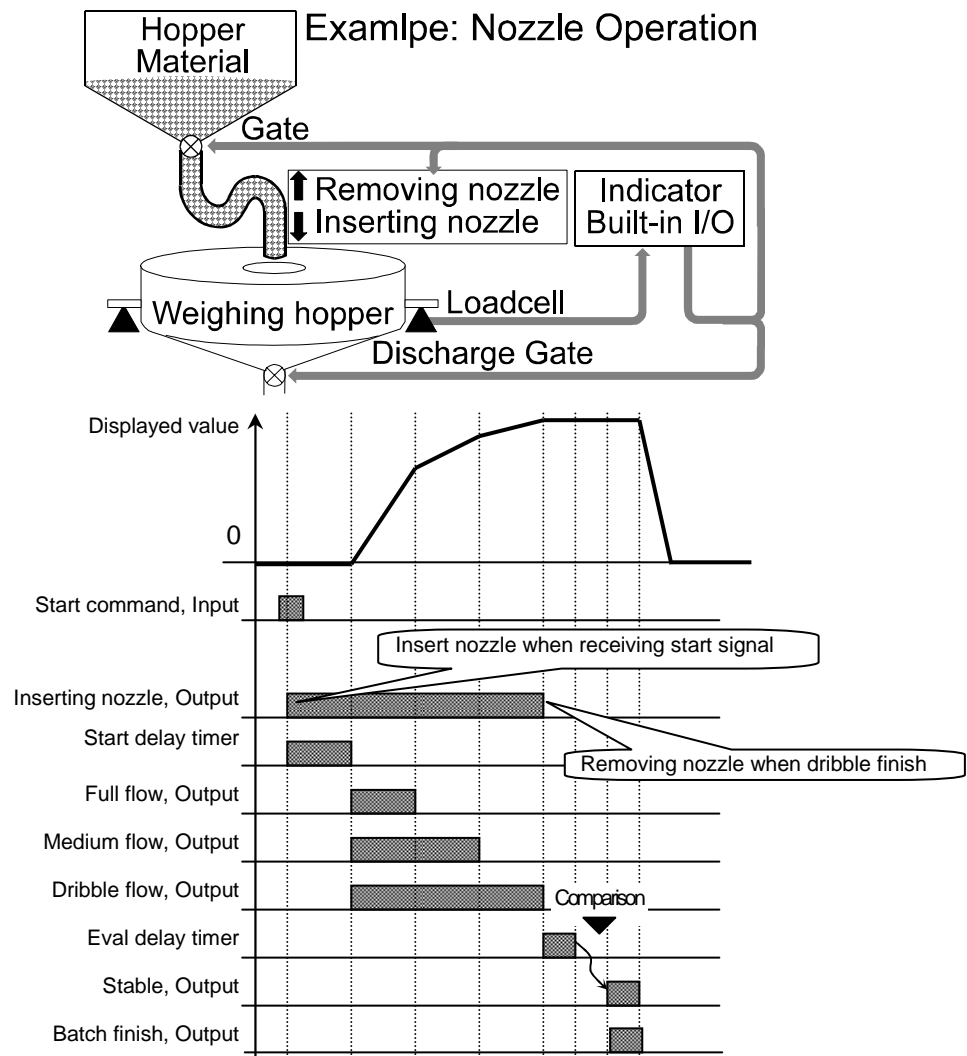 Hopper
Material
Examlpe: Nozzle Operation
Gate
Removing nozzle
Inserting nozzle
Indicator
Built-in I/O
Loadcell
Weighing hopper
Discharge Gate
Displayed value
0
Start command, Input
Insert nozzle when receiving start signal
Inserting nozzle, Output
Start delay timer
Removing nozzle when dribble finish
Full flow, Output
Medium flow, Output
Dribble flow, Output
Comparison
Eval delay timer
Stable, Output
Batch finish, Output